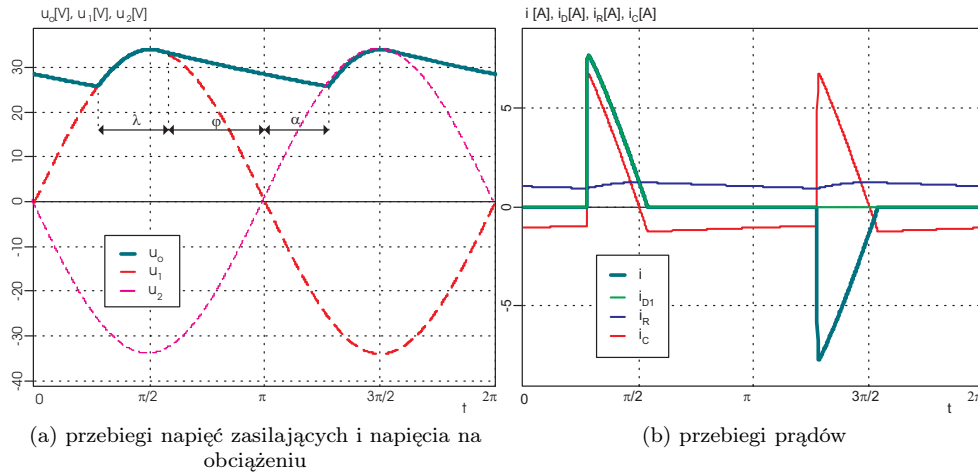 uo[V], u1[V], u2[V]
30
20
10
0
-10
-20
-30
-40
λ
φ
α
uo
u1
u2
0
π/2
π
3π/2
2π
t
(a) przebiegi napięć zasilających i napięcia na
obciążeniu
i [A], iD[A], iR[A], iC[A]
5
0
-5
i
iD1
iR
iC
0
π/2
π
3π/2
2π
t
(b) przebiegi prądów